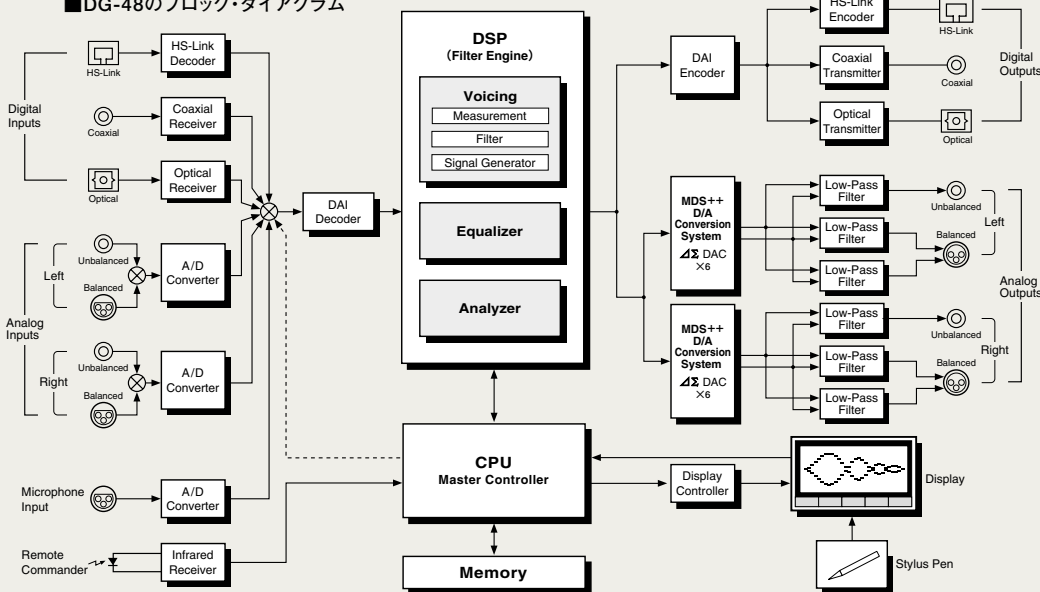 ■DG-48のブロック・ダイアグラム
Digital
Inputs
HS-Link
HS-Link
Decoder
Coaxial
Coaxial
Receiver
Optical
Optical
Receiver
DAI
Decoder
Analog
Inputs
Left
Unbalanced
Balanced
A/D
Converter
Right
Unbalanced
Balanced
A/D
Converter
Microphone
Input
A/D
Converter
Remote
Commander
Infrared
Receiver
DSP
(Filter Engine)
Voicing
Measurement
Filter
Signal Generator
Equalizer
Analyzer
CPU
Master Controller
Memory
DAI
Encoder
HS-Link
Encoder
HS-Link
Coaxial
Transmitter
Coaxial
Optical
Transmitter
Optical
Digital
Outputs
MDS++
D/A
Conversion
System
ΔΣ DAC
×6
Low-Pass
Filter
Low-Pass
Filter
Low-Pass
Filter
Unbalanced
Balanced
Left
MDS++
D/A
Conversion
System
ΔΣ DAC
×6
Low-Pass
Filter
Low-Pass
Filter
Low-Pass
Filter
Unbalanced
Balanced
Right
Analog
Outputs
Display
Controller
Display
Stylus Pen